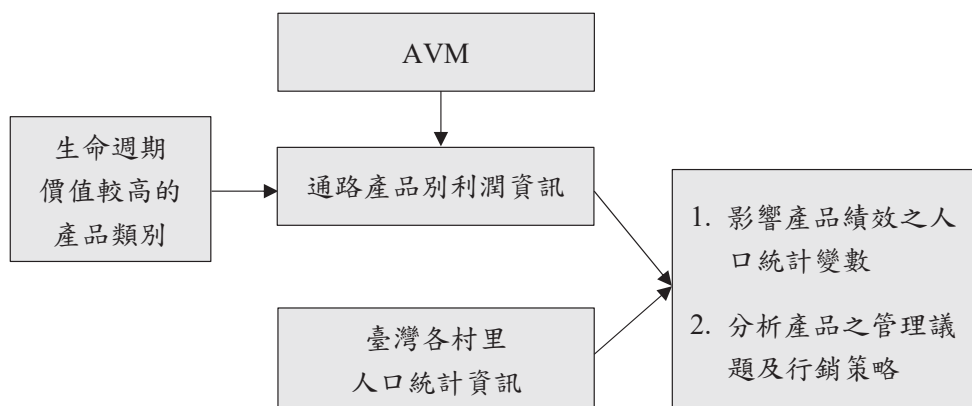 AVM
生命週期
價值較高的
產品類別
通路產品別利潤資訊
1. 影響產品績效之人
口統計變數
2. 分析產品之管理議
題及行銷策略
臺灣各村里
人口統計資訊